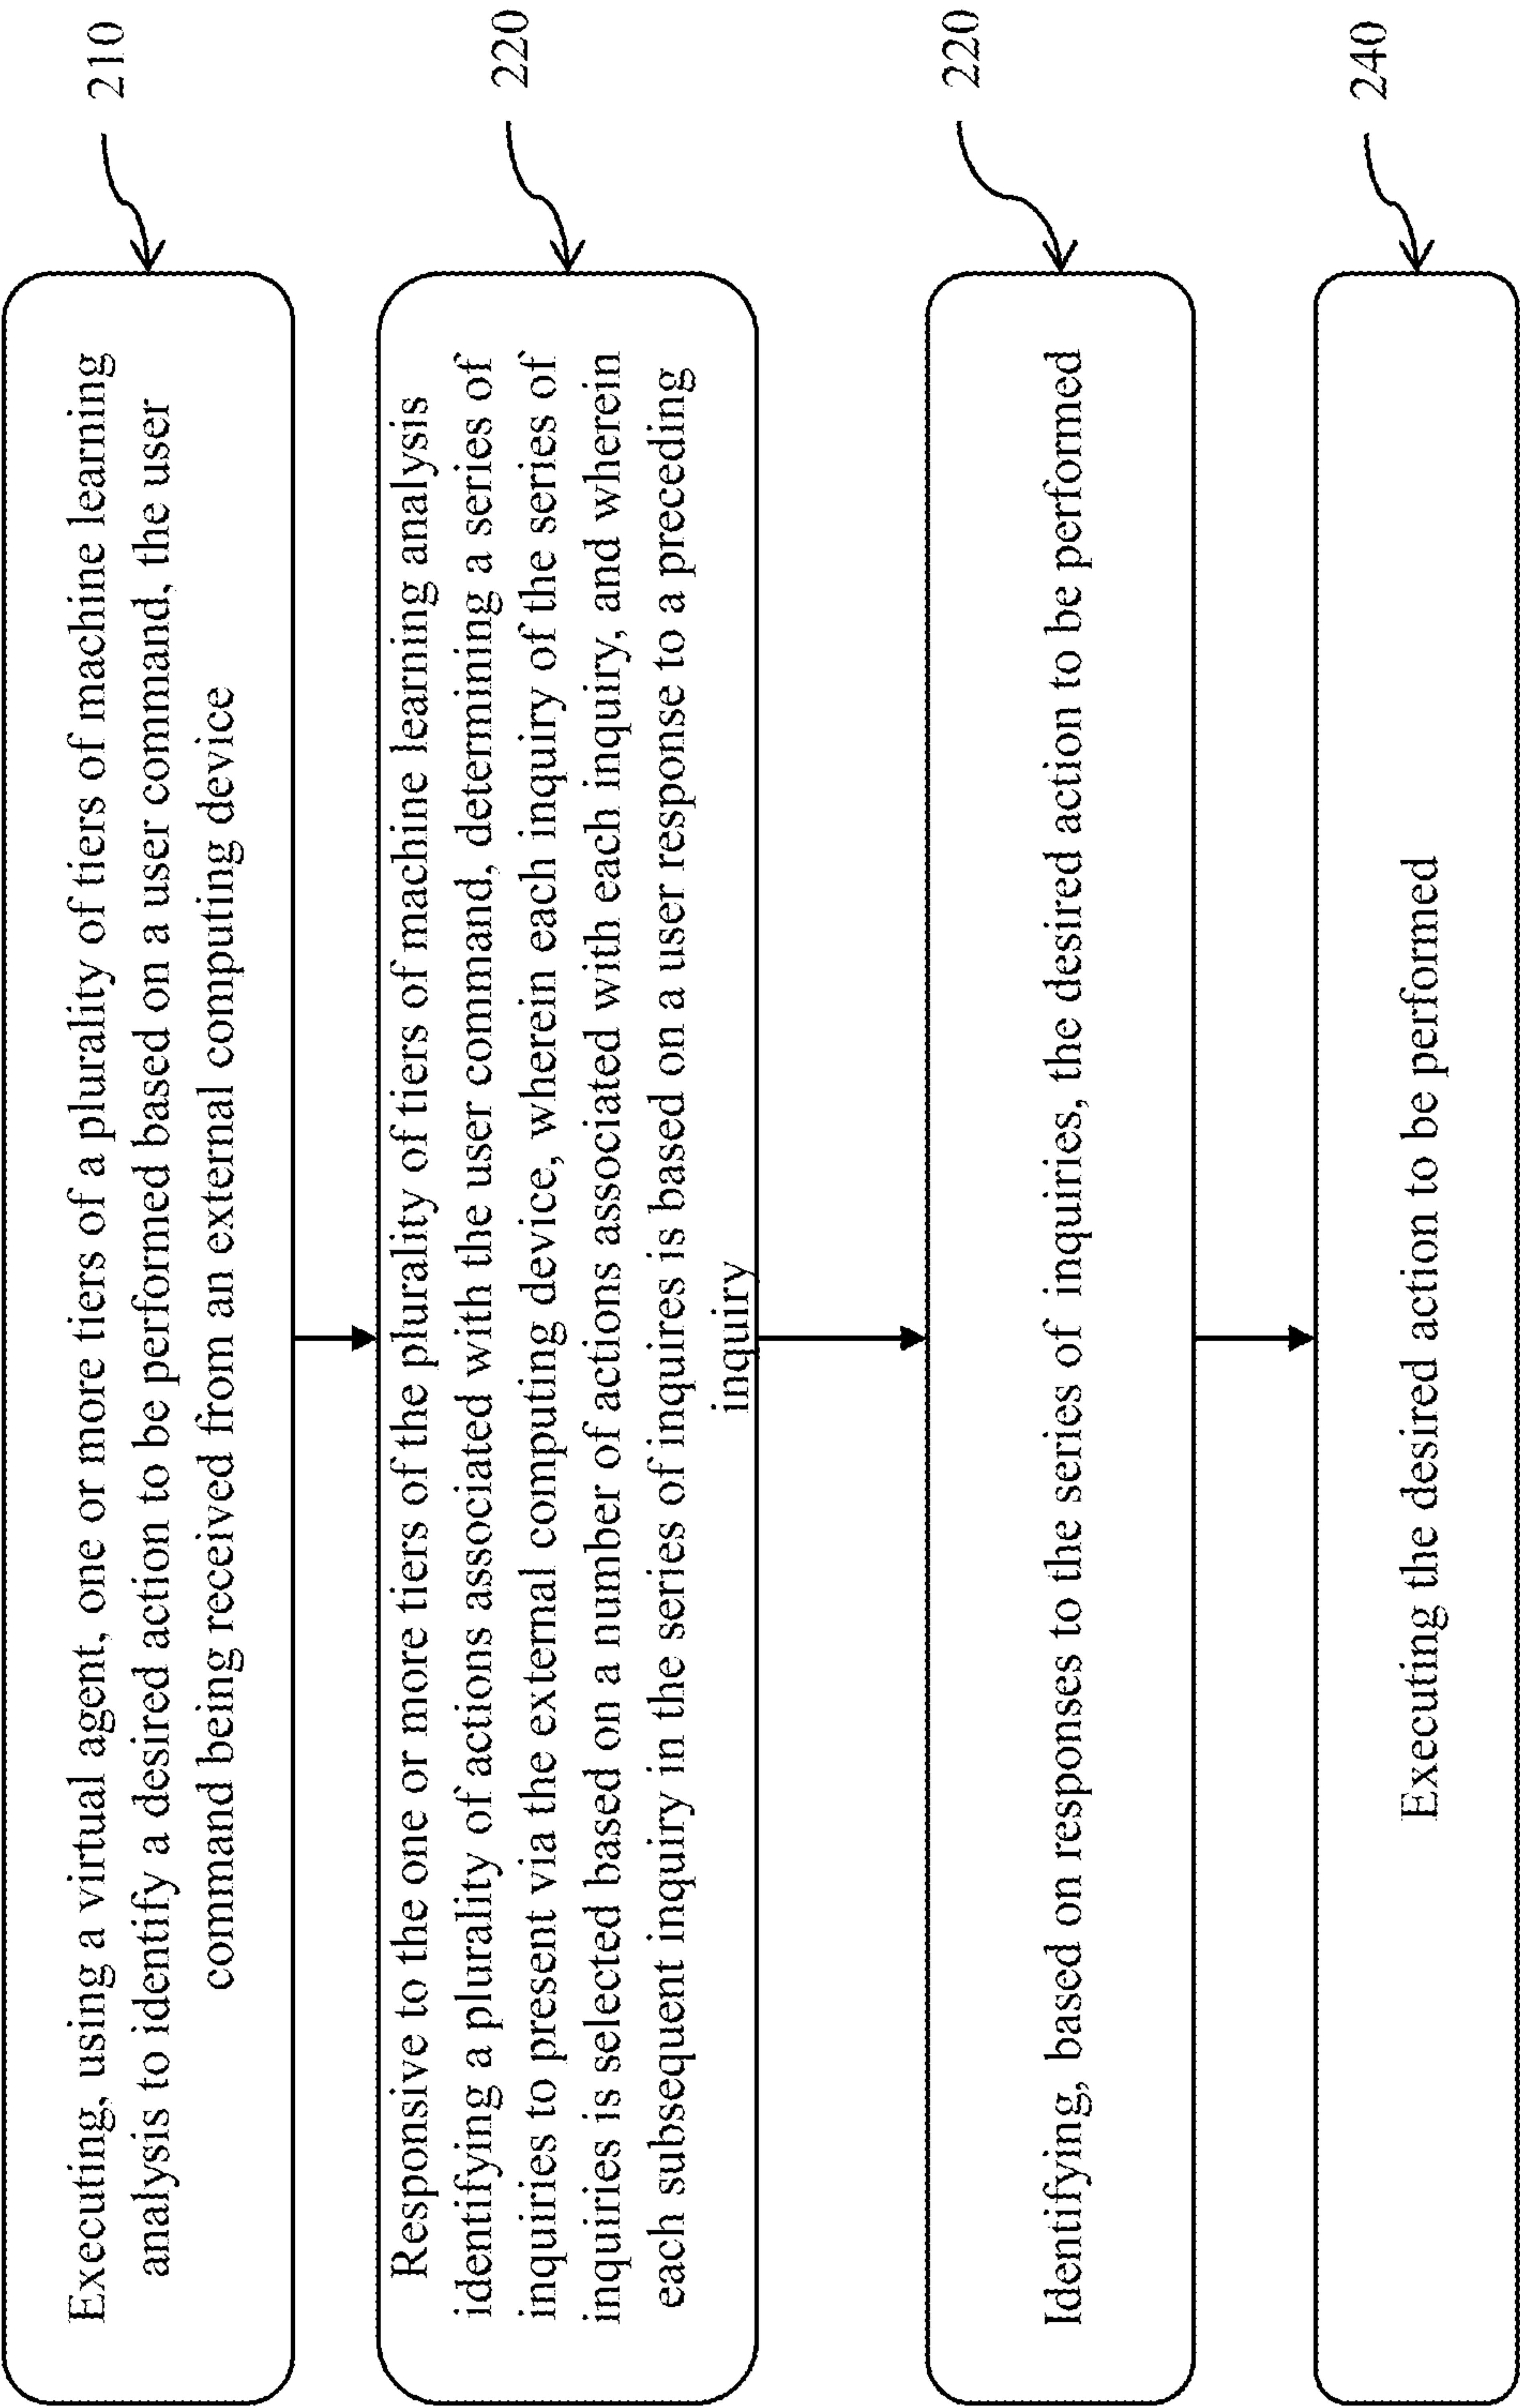 Executing, using a virtual agent, one or more tiers of a plurality of tiers of machine learning
analysis to identify a desired action to be performed based on a user command, the user
command being received from an external computing device
210
Responsive to the one or more tiers of the plurality of tiers of machine learning analysis
identifying a plurality of actions associated with the user command, determining a series of
inquiries to present via the external computing device, wherein each inquiry of the series of
inquiries is selected based on a number of actions associated with each inquiry, and wherein
each subsequent inquiry in the series of inquires is based on a user response to a preceding
inquiry
220
Identifying, based on responses to the series of inquiries, the desired action to be performed
220
Executing the desired action to be performed
240